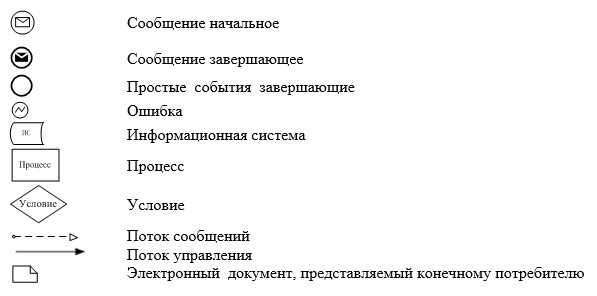 Сообщение начальное
Сообщение завершающее
Простые события завершающие
Ошибка
ИС Информационная система
Процесс Процесс
Условие Условие
Поток сообщений
Поток управления
Электронный документ, представляемый конечному потребителю